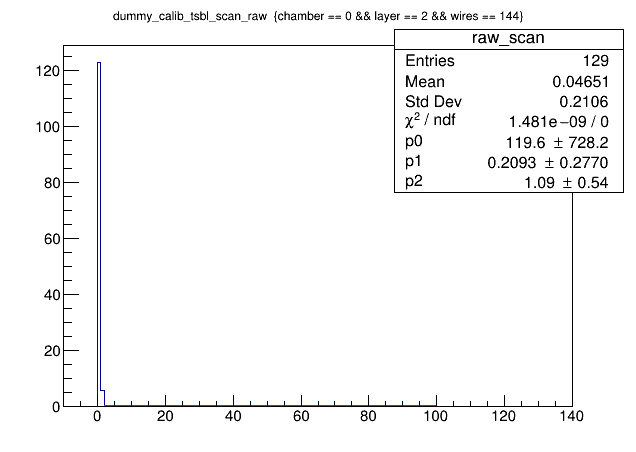 dummy_calib_tsbl_scan_raw {chamber == 0 && layer == 2 && wires == 144}
raw_scan
Entries 129
Mean 0.04651
Std Dev 0.2106
χ² / ndf 1.481e−09 / 0
p0 119.6 ± 728.2
p1 0.2093 ± 0.2770
p2 1.09 ± 0.54
120
100
80
60
40
20
0
0 20 40 60 80 100 120 140